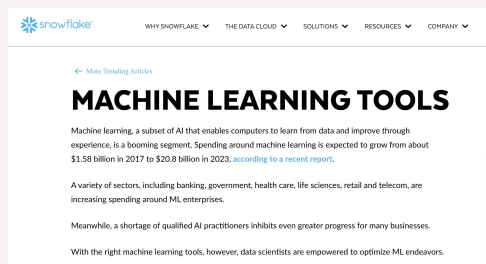 snowflake
WHY SNOWFLAKE THE DATA CLOUD SOLUTIONS RESOURCES COMPANY
← More Trending Articles
MACHINE LEARNING TOOLS
Machine learning, a subset of AI that enables computers to learn from data and improve through
experience, is a booming segment. Spending around machine learning is expected to grow from about
$1.58 billion in 2017 to $20.8 billion in 2023, according to a recent report.
A variety of sectors, including banking, government, health care, life sciences, retail and telecom, are
increasing spending around ML enterprises.
Meanwhile, a shortage of qualified AI practitioners inhibits even greater progress for many businesses.
With the right machine learning tools, however, data scientists are empowered to optimize ML endeavors.